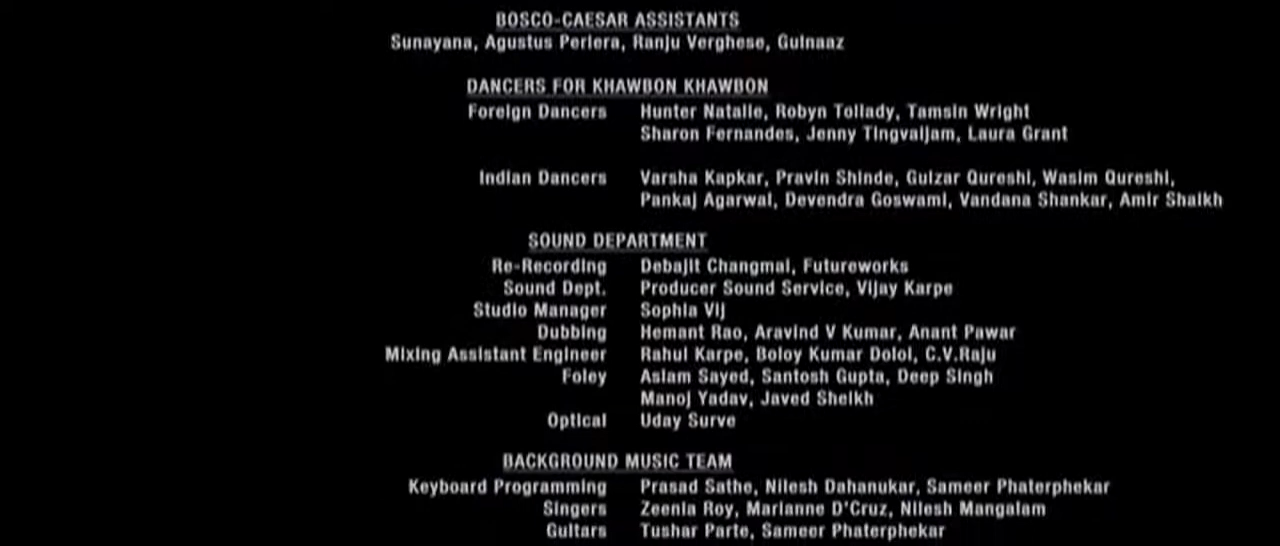 BOSCO-CAESAR ASSISTANTS
Sunayana, Agustus Periera, Ranju Verghese, Gulnaaz
DANCERS FOR KHAWBON KHAWBON
Foreign Dancers Hunter Natalie, Robyn Tollady, Tamsin Wright
Sharon Fernandes, Jenny Tingvaljam, Laura Grant
Indian Dancers Varsha Kapkar, Pravin Shinde, Gulzar Qureshi, Wasim Qureshi,
Pankaj Agarwal, Devendra Goswami, Vandana Shankar, Amir Shaikh
SOUND DEPARTMENT
Re-Recording Debajit Changmai, Futureworks
Sound Dept. Producer Sound Service, Vijay Karpe
Studio Manager Sophia Vij
Dubbing Hemant Rao, Aravind V Kumar, Anant Pawar
Mixing Assistant Engineer Rahul Karpe, Boloy Kumar Doloi, C.V.Raju
Foley Aslam Sayed, Santosh Gupta, Deep Singh
Manoj Yadav, Javed Sheikh
Optical Uday Surve
BACKGROUND MUSIC TEAM
Keyboard Programming Prasad Sathe, Nilesh Dahanukar, Sameer Phaterphekar
Singers Zeenia Roy, Marianne D'Cruz, Nilesh Mangalam
Guitars Tushar Parte, Sameer Phaterphekar